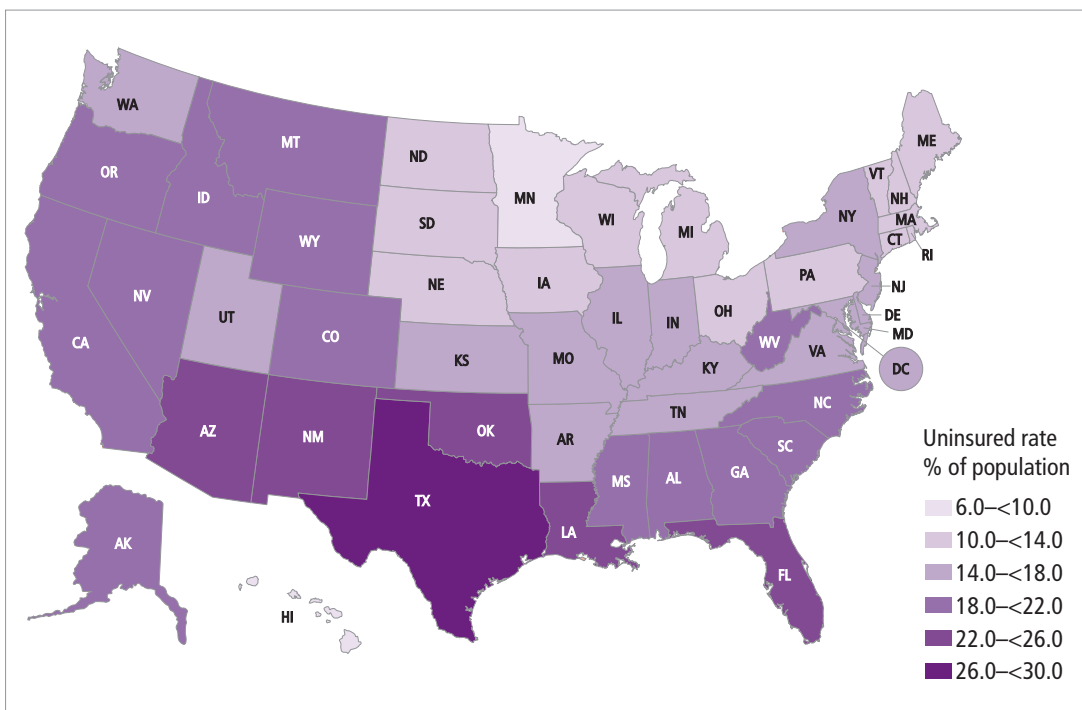 WA
MT
ND
MN
ME
OR
ID
WY
SD
WI
MI
VT
NH
NY
MA
CT
RI
NV
UT
CO
NE
IA
PA
NJ
CA
KS
MO
IL
IN
OH
WV
VA
DE
MD
DC
KY
NC
TN
AZ
NM
OK
AR
SC
TX
LA
MS
AL
GA
FL
AK
HI
Uninsured rate
% of population
6.0–<10.0
10.0–<14.0
14.0–<18.0
18.0–<22.0
22.0–<26.0
26.0–<30.0